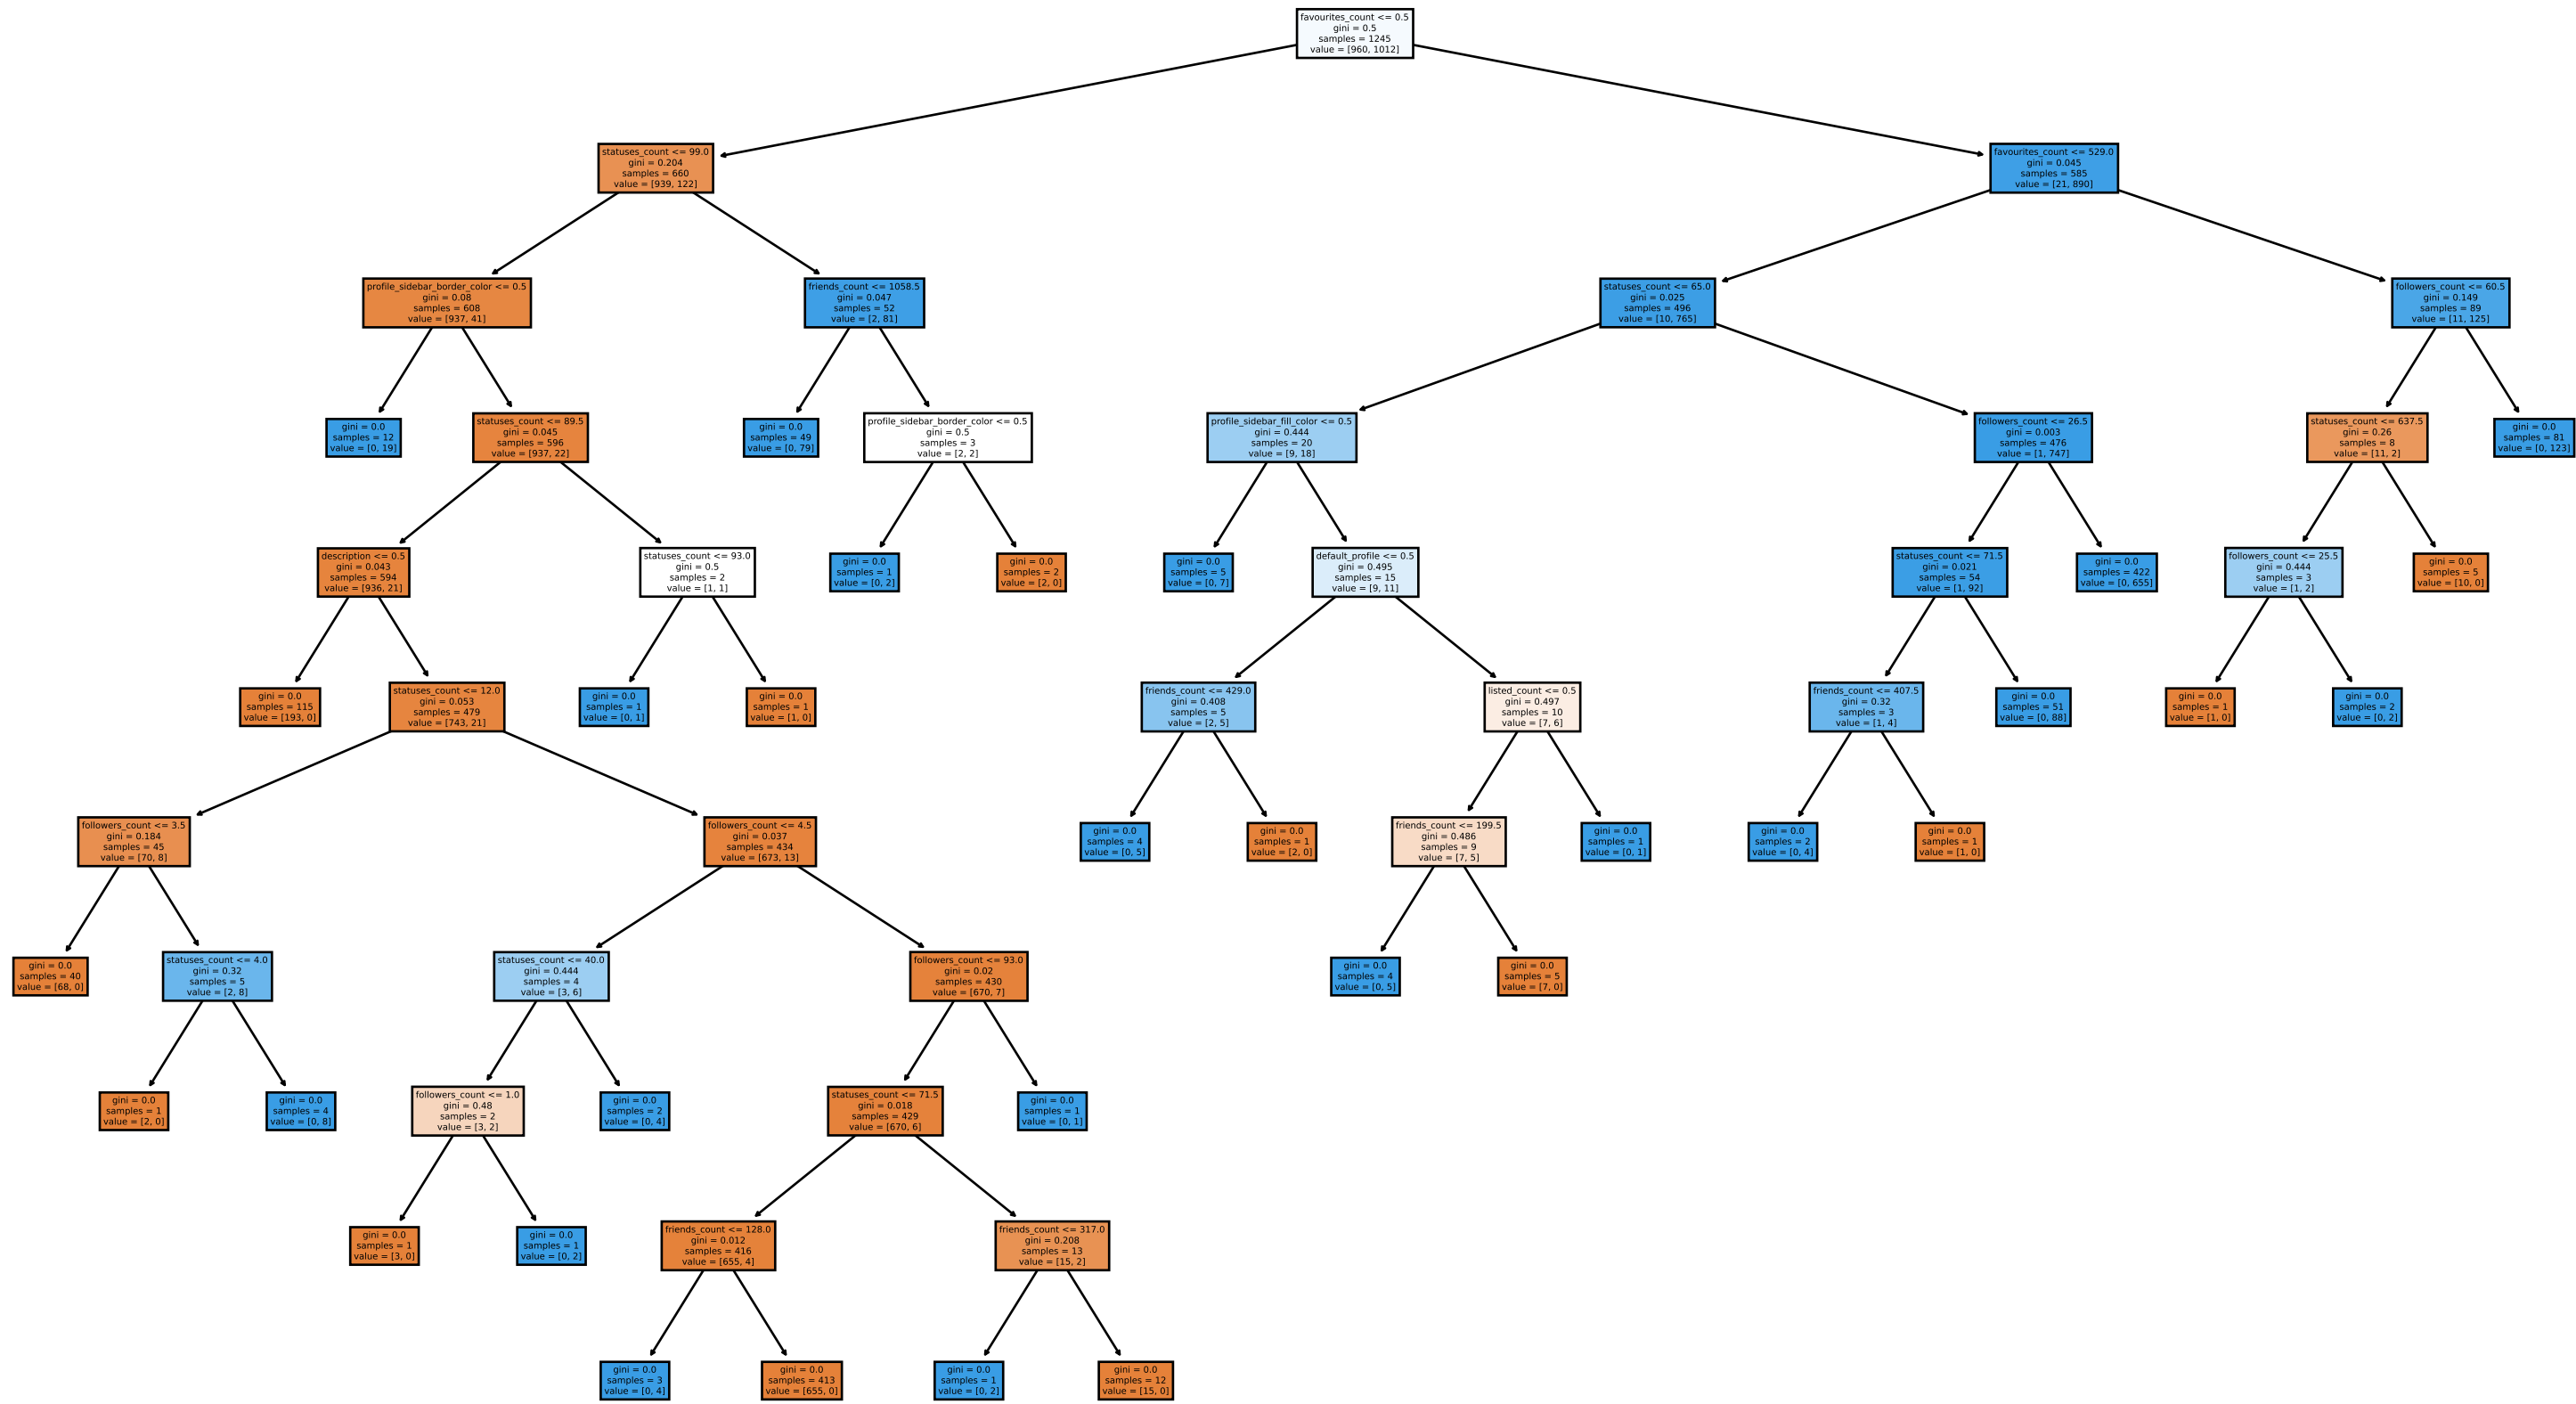 favourites_count <= 0.5
gini = 0.5
samples = 1245
value = [960, 1012]
statuses_count <= 99.0
gini = 0.204
samples = 660
value = [939, 122]
favourites_count <= 529.0
gini = 0.045
samples = 585
value = [21, 890]
profile_sidebar_border_color <= 0.5
gini = 0.08
samples = 608
value = [937, 41]
friends_count <= 1058.5
gini = 0.047
samples = 52
value = [2, 81]
statuses_count <= 65.0
gini = 0.025
samples = 496
value = [10, 765]
followers_count <= 60.5
gini = 0.149
samples = 89
value = [11, 125]
gini = 0.0
samples = 12
value = [0, 19]
statuses_count <= 89.5
gini = 0.045
samples = 596
value = [937, 22]
gini = 0.0
samples = 49
value = [0, 79]
profile_sidebar_border_color <= 0.5
gini = 0.5
samples = 3
value = [2, 2]
profile_sidebar_fill_color <= 0.5
gini = 0.444
samples = 20
value = [9, 18]
followers_count <= 26.5
gini = 0.003
samples = 476
value = [1, 747]
statuses_count <= 637.5
gini = 0.26
samples = 8
value = [11, 2]
gini = 0.0
samples = 81
value = [0, 123]
description <= 0.5
gini = 0.043
samples = 594
value = [936, 21]
statuses_count <= 93.0
gini = 0.5
samples = 2
value = [1, 1]
gini = 0.0
samples = 1
value = [0, 2]
gini = 0.0
samples = 2
value = [2, 0]
gini = 0.0
samples = 5
value = [0, 7]
default_profile <= 0.5
gini = 0.495
samples = 15
value = [9, 11]
statuses_count <= 71.5
gini = 0.021
samples = 54
value = [1, 92]
gini = 0.0
samples = 422
value = [0, 655]
followers_count <= 25.5
gini = 0.444
samples = 3
value = [1, 2]
gini = 0.0
samples = 5
value = [10, 0]
gini = 0.0
samples = 115
value = [193, 0]
statuses_count <= 12.0
gini = 0.053
samples = 479
value = [743, 21]
gini = 0.0
samples = 1
value = [0, 1]
gini = 0.0
samples = 1
value = [1, 0]
friends_count <= 429.0
gini = 0.408
samples = 5
value = [2, 5]
listed_count <= 0.5
gini = 0.497
samples = 10
value = [7, 6]
friends_count <= 407.5
gini = 0.32
samples = 3
value = [1, 4]
gini = 0.0
samples = 51
value = [0, 88]
gini = 0.0
samples = 1
value = [1, 0]
gini = 0.0
samples = 2
value = [0, 2]
followers_count <= 3.5
gini = 0.184
samples = 45
value = [70, 8]
followers_count <= 4.5
gini = 0.037
samples = 434
value = [673, 13]
gini = 0.0
samples = 4
value = [0, 5]
gini = 0.0
samples = 1
value = [2, 0]
friends_count <= 199.5
gini = 0.486
samples = 9
value = [7, 5]
gini = 0.0
samples = 1
value = [0, 1]
gini = 0.0
samples = 2
value = [0, 4]
gini = 0.0
samples = 1
value = [1, 0]
gini = 0.0
samples = 40
value = [68, 0]
statuses_count <= 4.0
gini = 0.32
samples = 5
value = [2, 8]
statuses_count <= 40.0
gini = 0.444
samples = 4
value = [3, 6]
followers_count <= 93.0
gini = 0.02
samples = 430
value = [670, 7]
gini = 0.0
samples = 4
value = [0, 5]
gini = 0.0
samples = 5
value = [7, 0]
gini = 0.0
samples = 1
value = [2, 0]
gini = 0.0
samples = 4
value = [0, 8]
followers_count <= 1.0
gini = 0.48
samples = 2
value = [3, 2]
gini = 0.0
samples = 2
value = [0, 4]
statuses_count <= 71.5
gini = 0.018
samples = 429
value = [670, 6]
gini = 0.0
samples = 1
value = [0, 1]
gini = 0.0
samples = 1
value = [3, 0]
gini = 0.0
samples = 1
value = [0, 2]
friends_count <= 128.0
gini = 0.012
samples = 416
value = [655, 4]
friends_count <= 317.0
gini = 0.208
samples = 13
value = [15, 2]
gini = 0.0
samples = 3
value = [0, 4]
gini = 0.0
samples = 413
value = [655, 0]
gini = 0.0
samples = 1
value = [0, 2]
gini = 0.0
samples = 12
value = [15, 0]